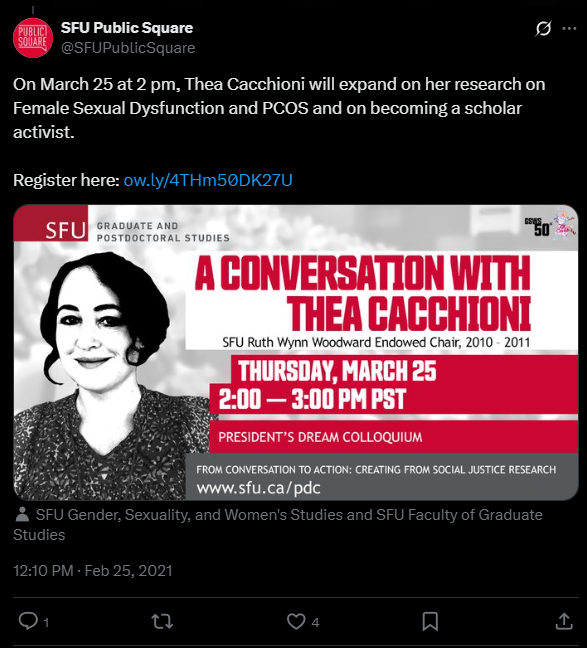 PUBLIC
SQUARE
SFU Public Square
@SFUPublicSquare
On March 25 at 2 pm, Thea Cacchioni will expand on her research on
Female Sexual Dysfunction and PCOS and on becoming a scholar
activist.
Register here: ow.ly/4THm50DK27U
SFU GRADUATE AND
POSTDOCTORAL STUDIES
GSWS
50
A CONVERSATION WITH
THEA CACCHIONI
SFU Ruth Wynn Woodward Endowed Chair, 2010 - 2011
THURSDAY, MARCH 25
2:00 — 3:00 PM PST
PRESIDENT'S DREAM COLLOQUIUM
FROM CONVERSATION TO ACTION: CREATING FROM SOCIAL JUSTICE RESEARCH
www.sfu.ca/pdc
SFU Gender, Sexuality, and Women's Studies and SFU Faculty of Graduate
Studies
12:10 PM · Feb 25, 2021
1
4